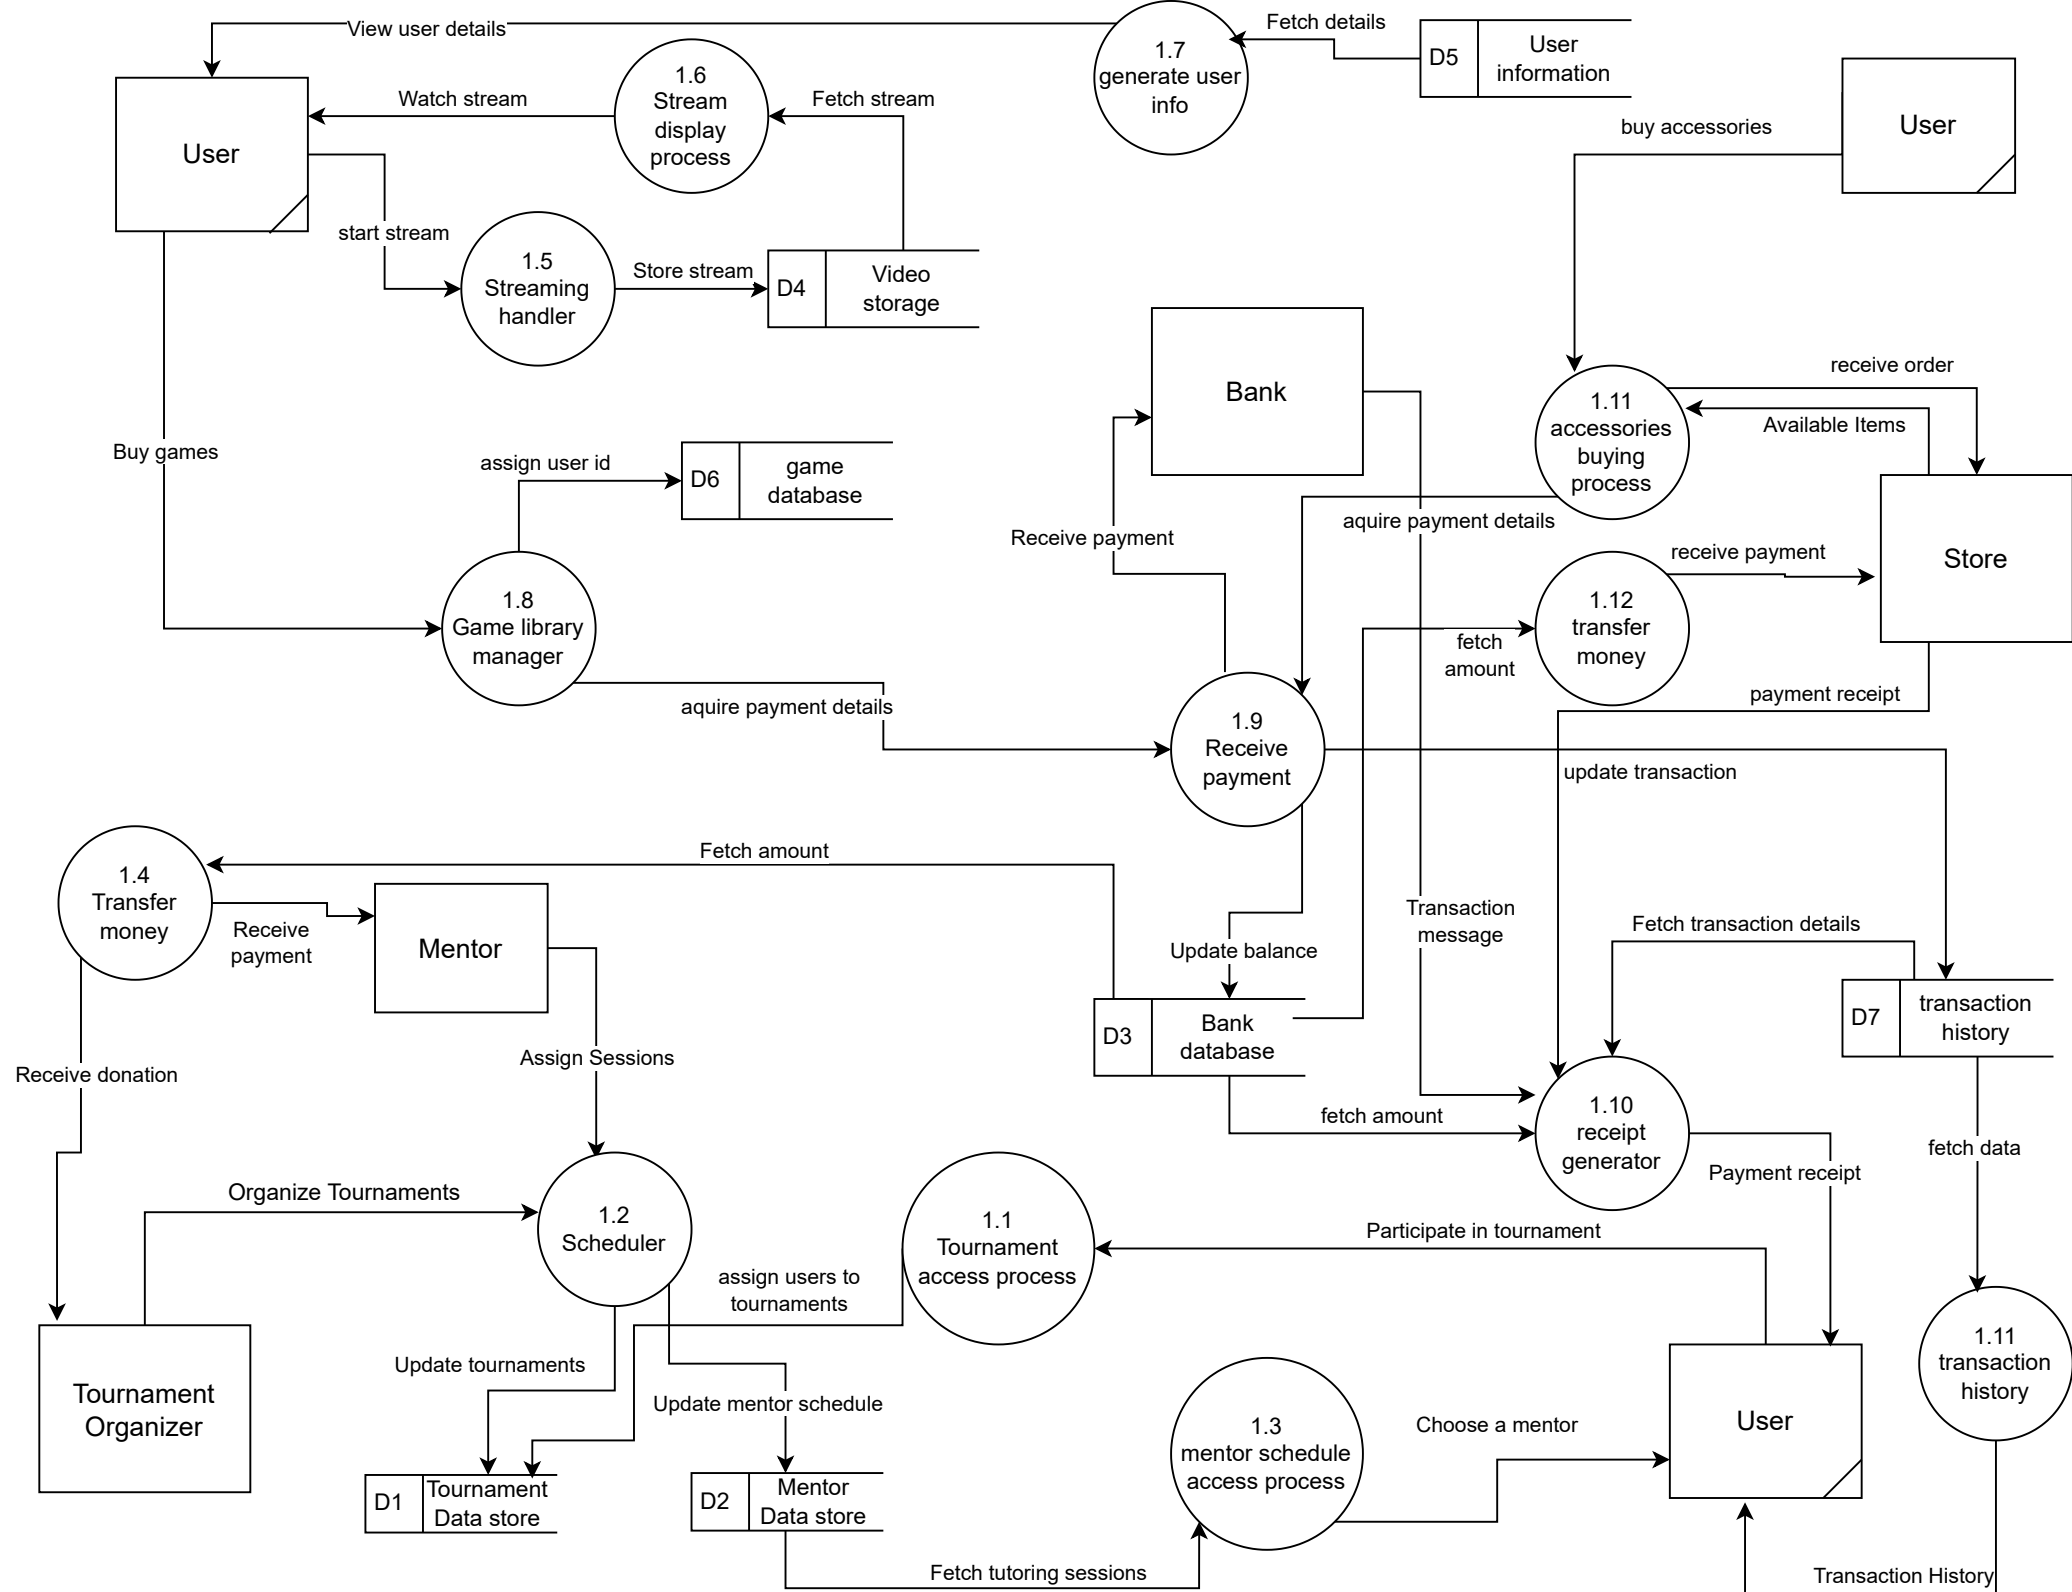 View user details
Fetch details
D5
User
information
1.7
generate user
info
1.6
Stream
display
process
Watch stream
Fetch stream
User
buy accessories
User
start stream
1.5
Streaming
handler
Store stream
D4
Video
storage
Bank
receive order
1.11
accessories
buying
process
Available Items
Buy games
assign user id
D6
game
database
aquire payment details
Receive payment
receive payment
Store
1.8
Game library
manager
1.12
transfer
money
fetch
amount
aquire payment details
payment receipt
1.9
Receive
payment
update transaction
Fetch amount
1.4
Transfer
money
Receive
payment
Mentor
Transaction
message
Fetch transaction details
Update balance
D3
Bank
database
D7
transaction
history
Assign Sessions
Receive donation
fetch amount
1.10
receipt
generator
fetch data
Payment receipt
Organize Tournaments
1.2
Scheduler
1.1
Tournament
access process
Participate in tournament
assign users to
tournaments
Update tournaments
Update mentor schedule
Tournament
Organizer
1.11
transaction
history
1.3
mentor schedule
access process
Choose a mentor
User
D1
Tournament
Data store
D2
Mentor
Data store
Fetch tutoring sessions
Transaction History